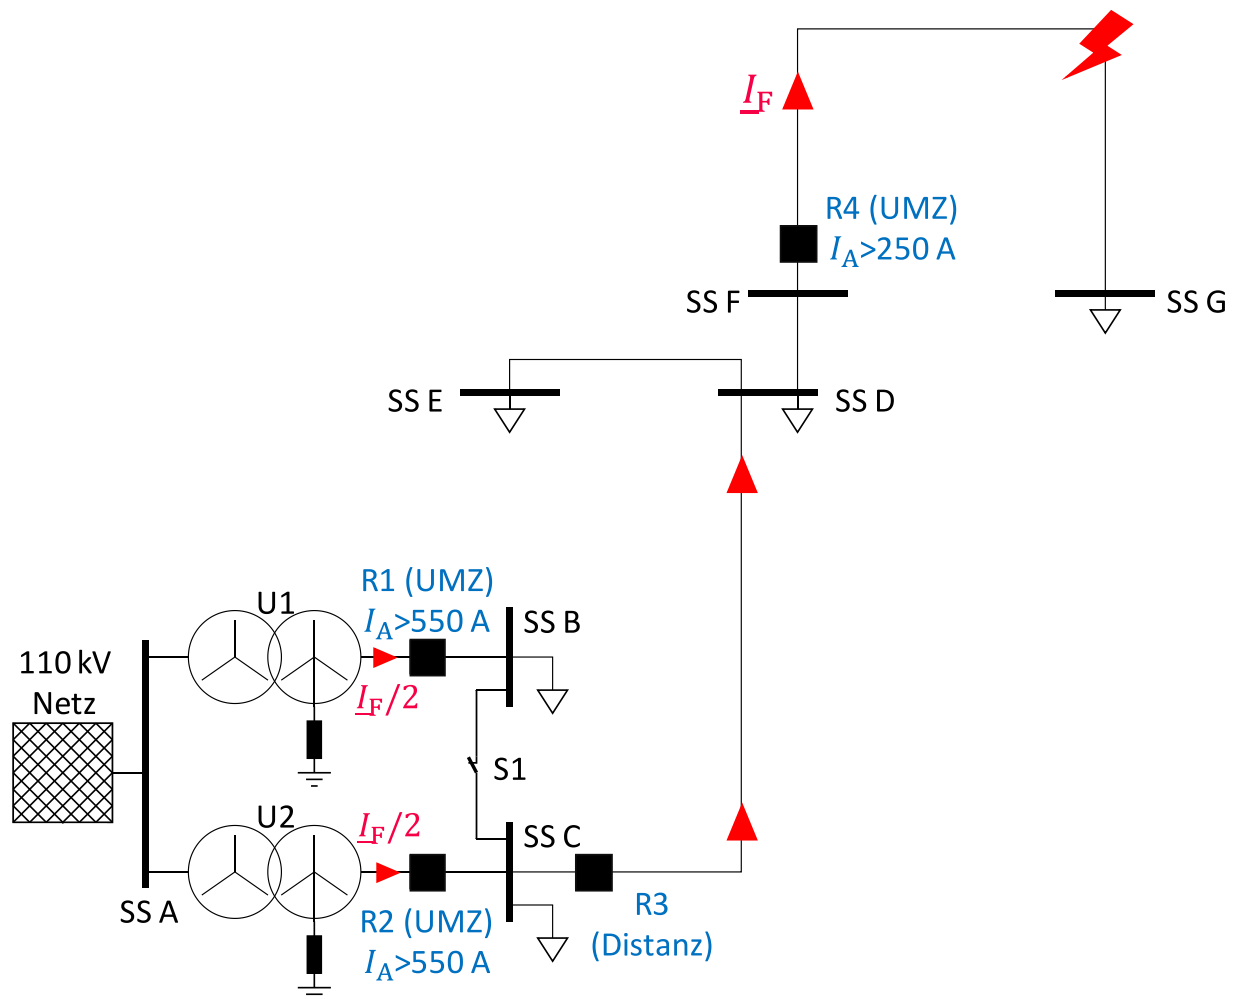 I_F
R4 (UMZ)
I_A>250 A
SS F
SS G
SS E
SS D
R1 (UMZ)
I_A>550 A
U1
SS B
110 kV
Netz
I_F/2
S1
U2
I_F/2
SS C
SS A
R2 (UMZ)
I_A>550 A
R3
(Distanz)